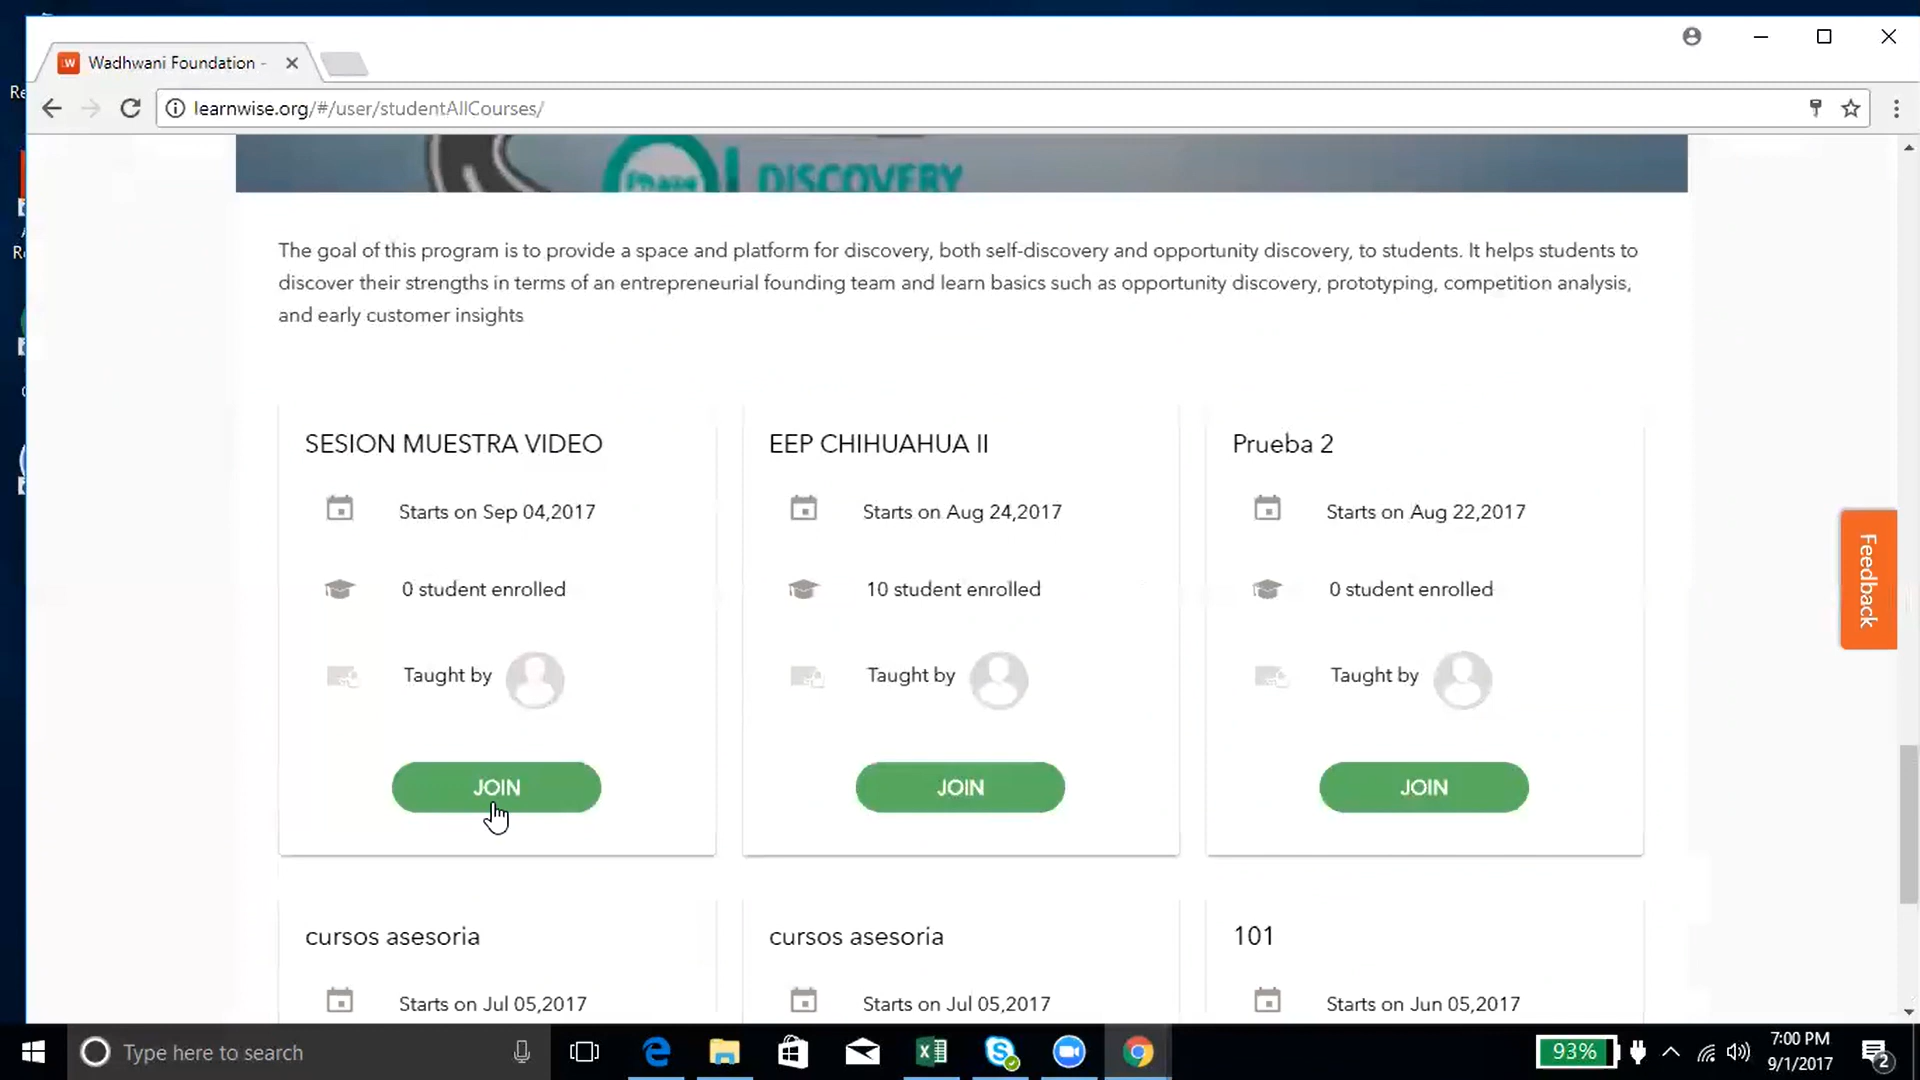 Wadhwani Foundation -
learnwise.org/#/user/studentAllCourses/
DISCOVERY
The goal of this program is to provide a space and platform for discovery, both self-discovery and opportunity discovery, to students. It helps students to
discover their strengths in terms of an entrepreneurial founding team and learn basics such as opportunity discovery, prototyping, competition analysis,
and early customer insights
SESION MUESTRA VIDEO
Starts on Sep 04,2017
0 student enrolled
Taught by
JOIN
EEP CHIHUAHUA II
Starts on Aug 24,2017
10 student enrolled
Taught by
JOIN
Prueba 2
Starts on Aug 22,2017
0 student enrolled
Taught by
JOIN
Feedback
cursos asesoria
Starts on Jul 05,2017
cursos asesoria
Starts on Jul 05,2017
101
Starts on Jun 05,2017
Type here to search
93%
7:00 PM
9/1/2017
2